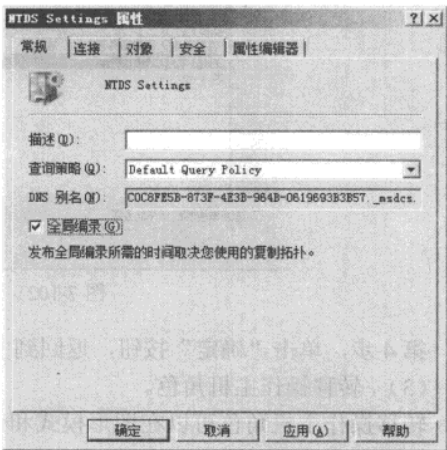 NTDS Settings 属性
常规 连接 对象 安全 属性编辑器
NTDS Settings
描述(D):
查询策略(Q): Default Query Policy
DNS 别名(N): C0C8FE5B-873F-4E3B-964B-0619693B3B57._msdcs.
全局编录(G)
发布全局编录所需的时间取决您使用的复制拓扑。
确定 取消 应用(A) 帮助